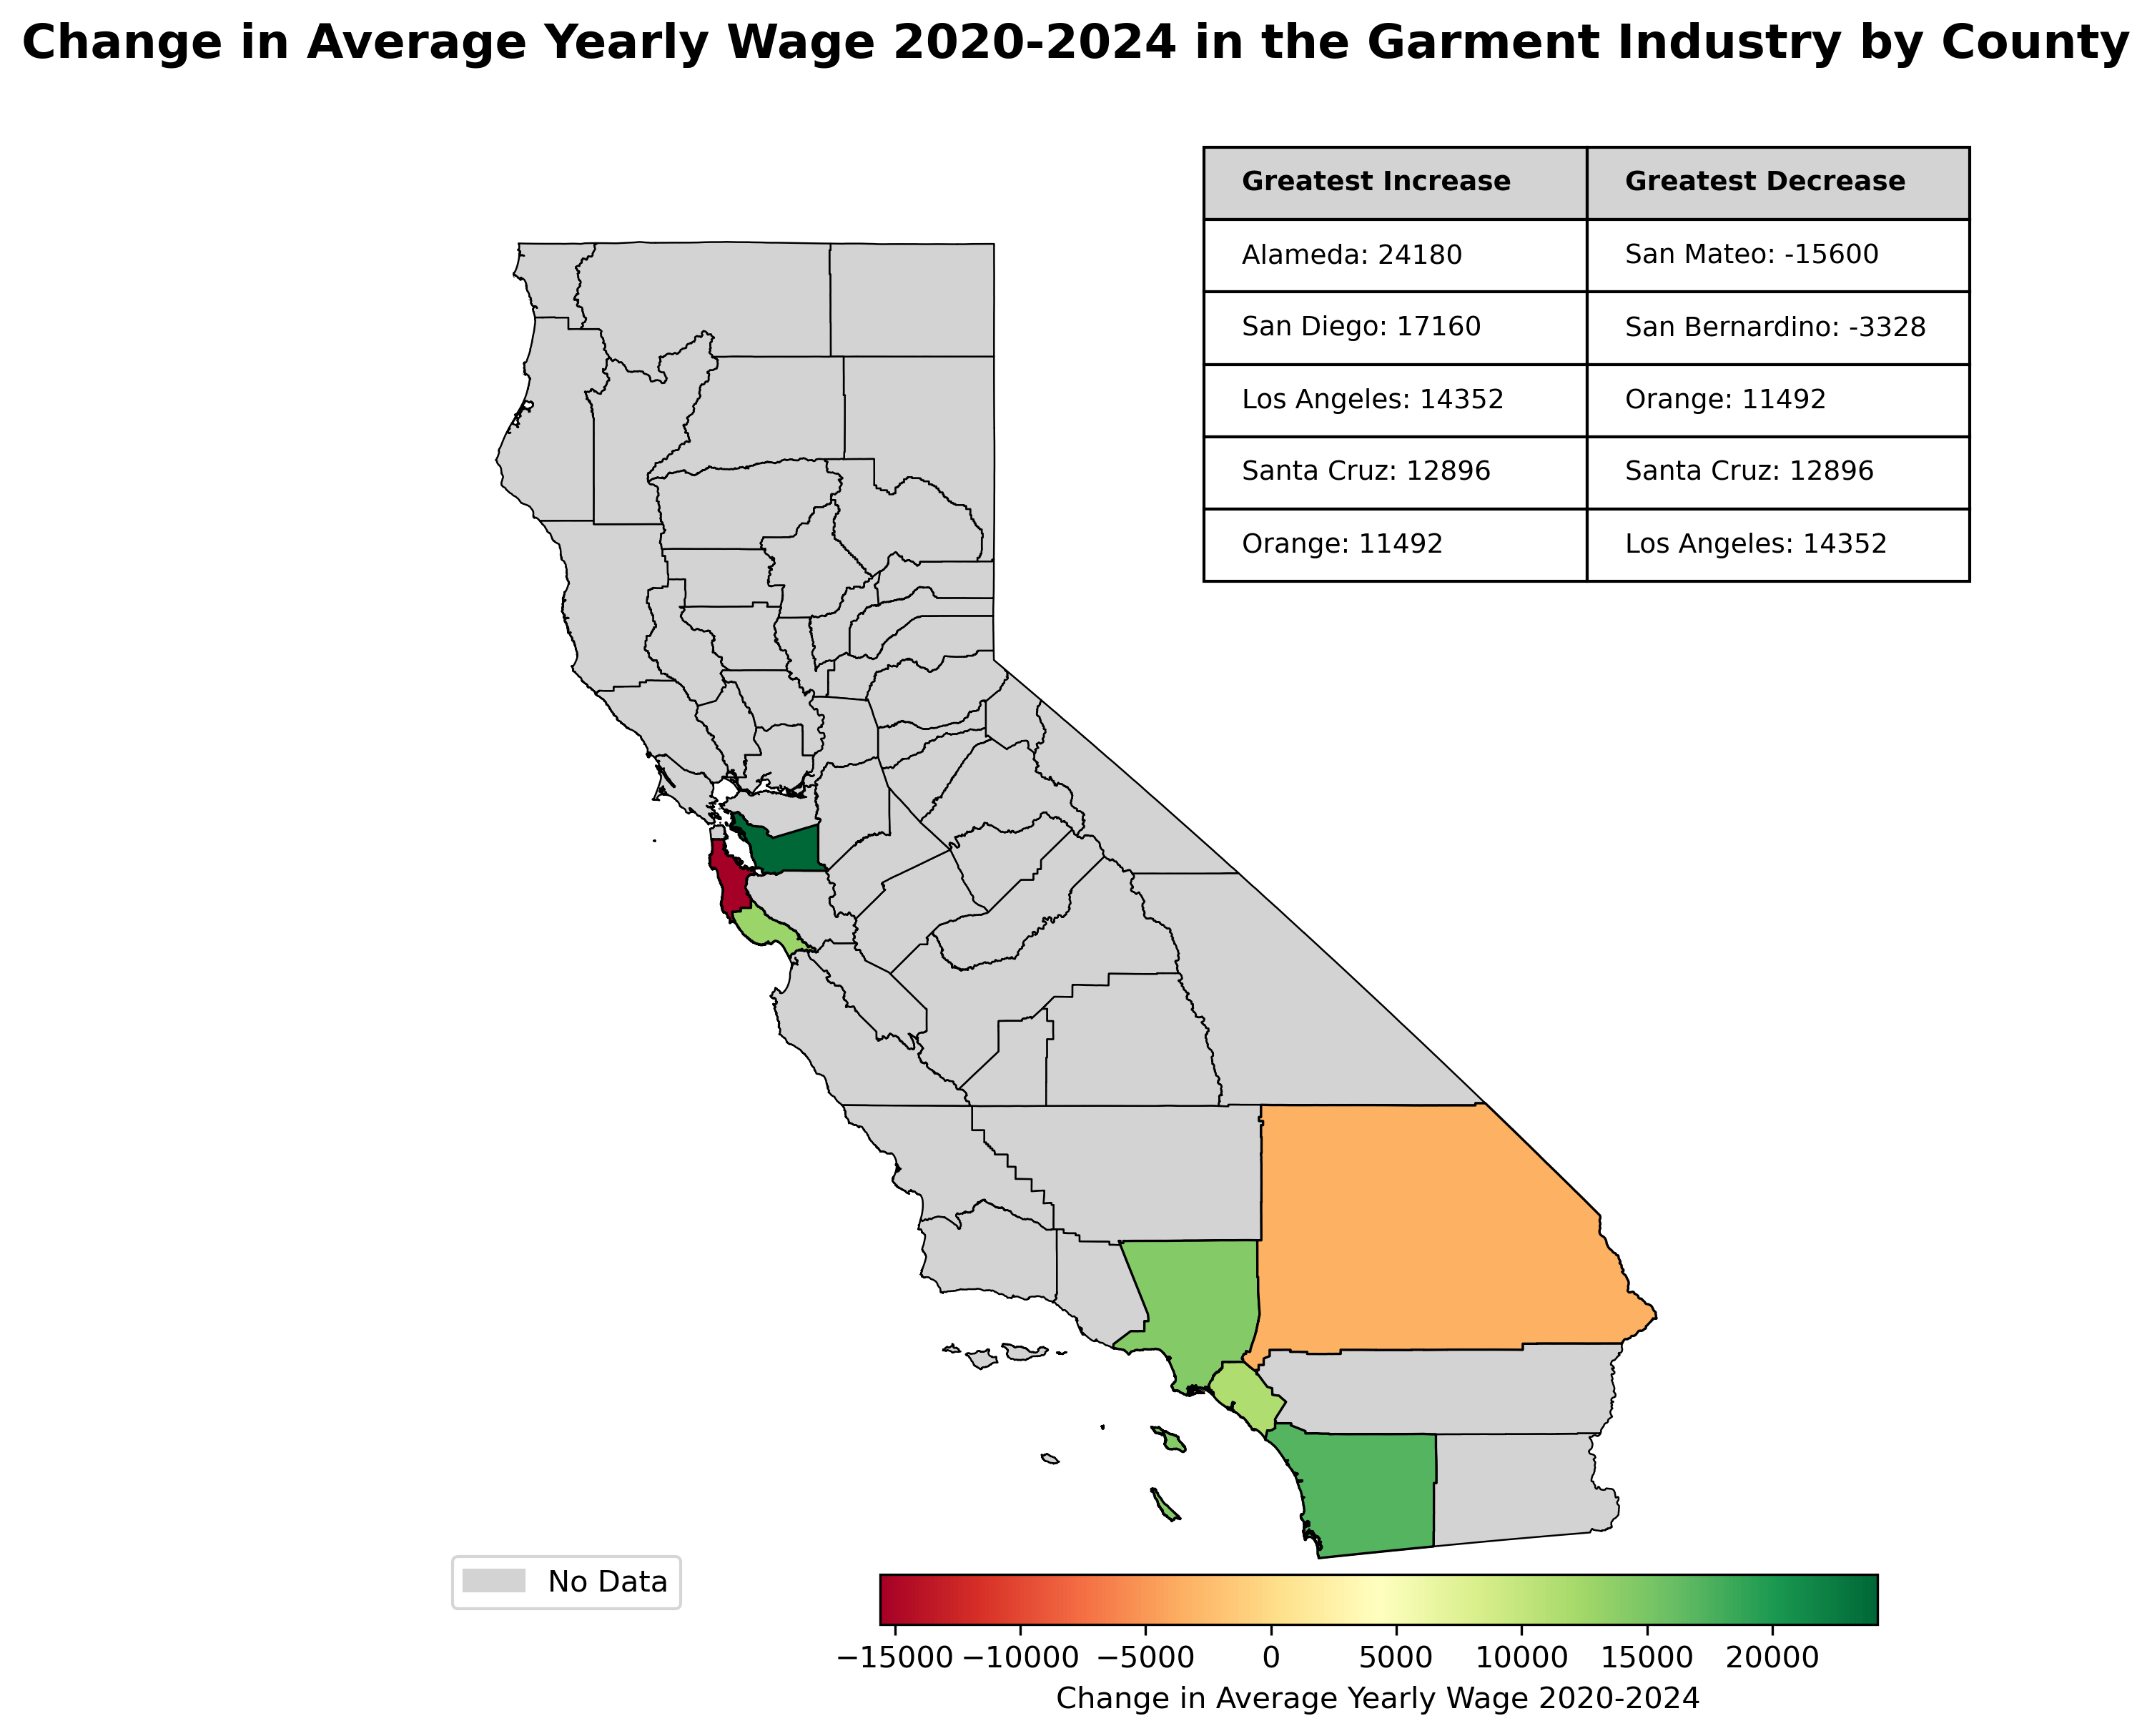 Change in Average Yearly Wage 2020-2024 in the Garment Industry by County
Greatest Increase Greatest Decrease
Alameda: 24180 San Mateo: -15600
San Diego: 17160 San Bernardino: -3328
Los Angeles: 14352 Orange: 11492
Santa Cruz: 12896 Santa Cruz: 12896
Orange: 11492 Los Angeles: 14352
No Data
−15000 −10000 −5000 0 5000 10000 15000 20000
Change in Average Yearly Wage 2020-2024